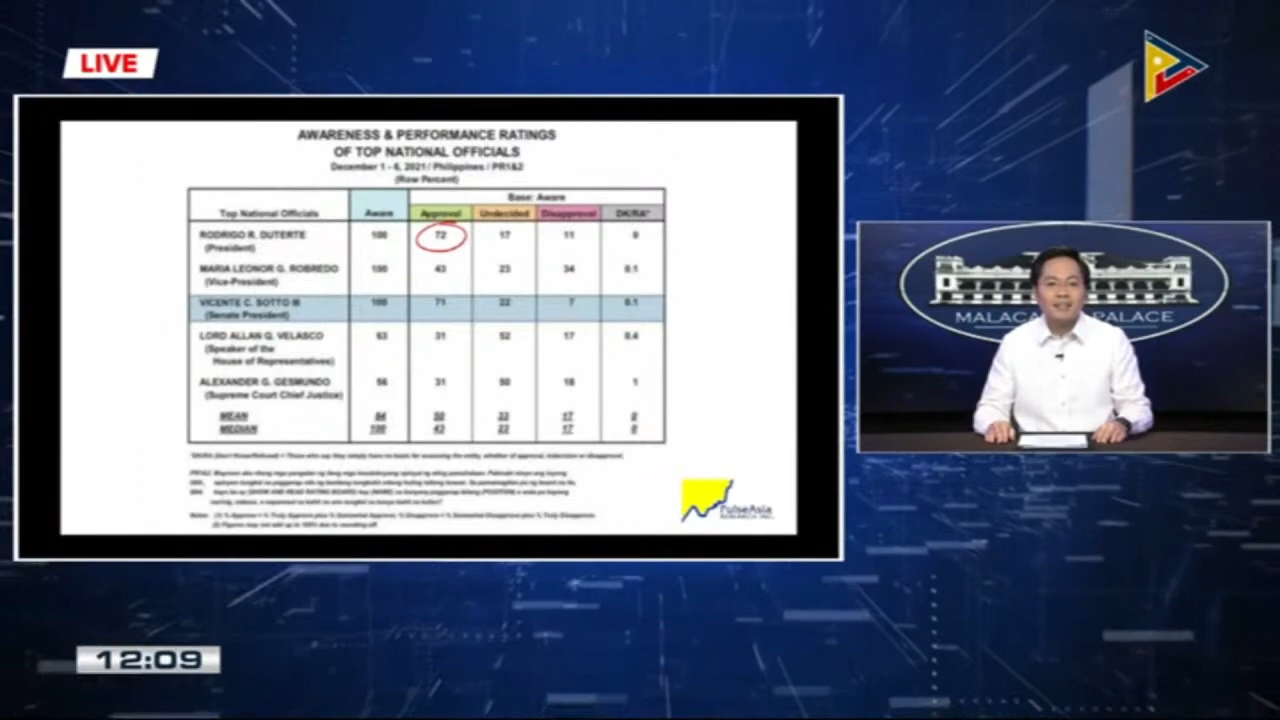 LIVE
AWARENESS & PERFORMANCE RATINGS
OF TOP NATIONAL OFFICIALS
December 1 - 6, 2021 / Philippines / PR1&2
(Row Percent)
Base: Aware
Top National Officials Aware Approval Undecided Disapproval DK/RA*
RODRIGO R. DUTERTE 100 72 17 11 0
(President)
MARIA LEONOR G. ROBREDO 100 43 23 34 0.1
(Vice-President)
VICENTE C. SOTTO III 100 71 22 7 0.1
(Senate President)
LORD ALLAN Q. VELASCO 63 31 52 17 0.4
(Speaker of the
House of Representatives)
ALEXANDER G. GESMUNDO 56 31 50 18 1
(Supreme Court Chief Justice)
MEAN 84 50 33 17 0
MEDIAN 100 43 23 17 0
PulseAsia
RESEARCH INC.
MALACA PALACE
12:09